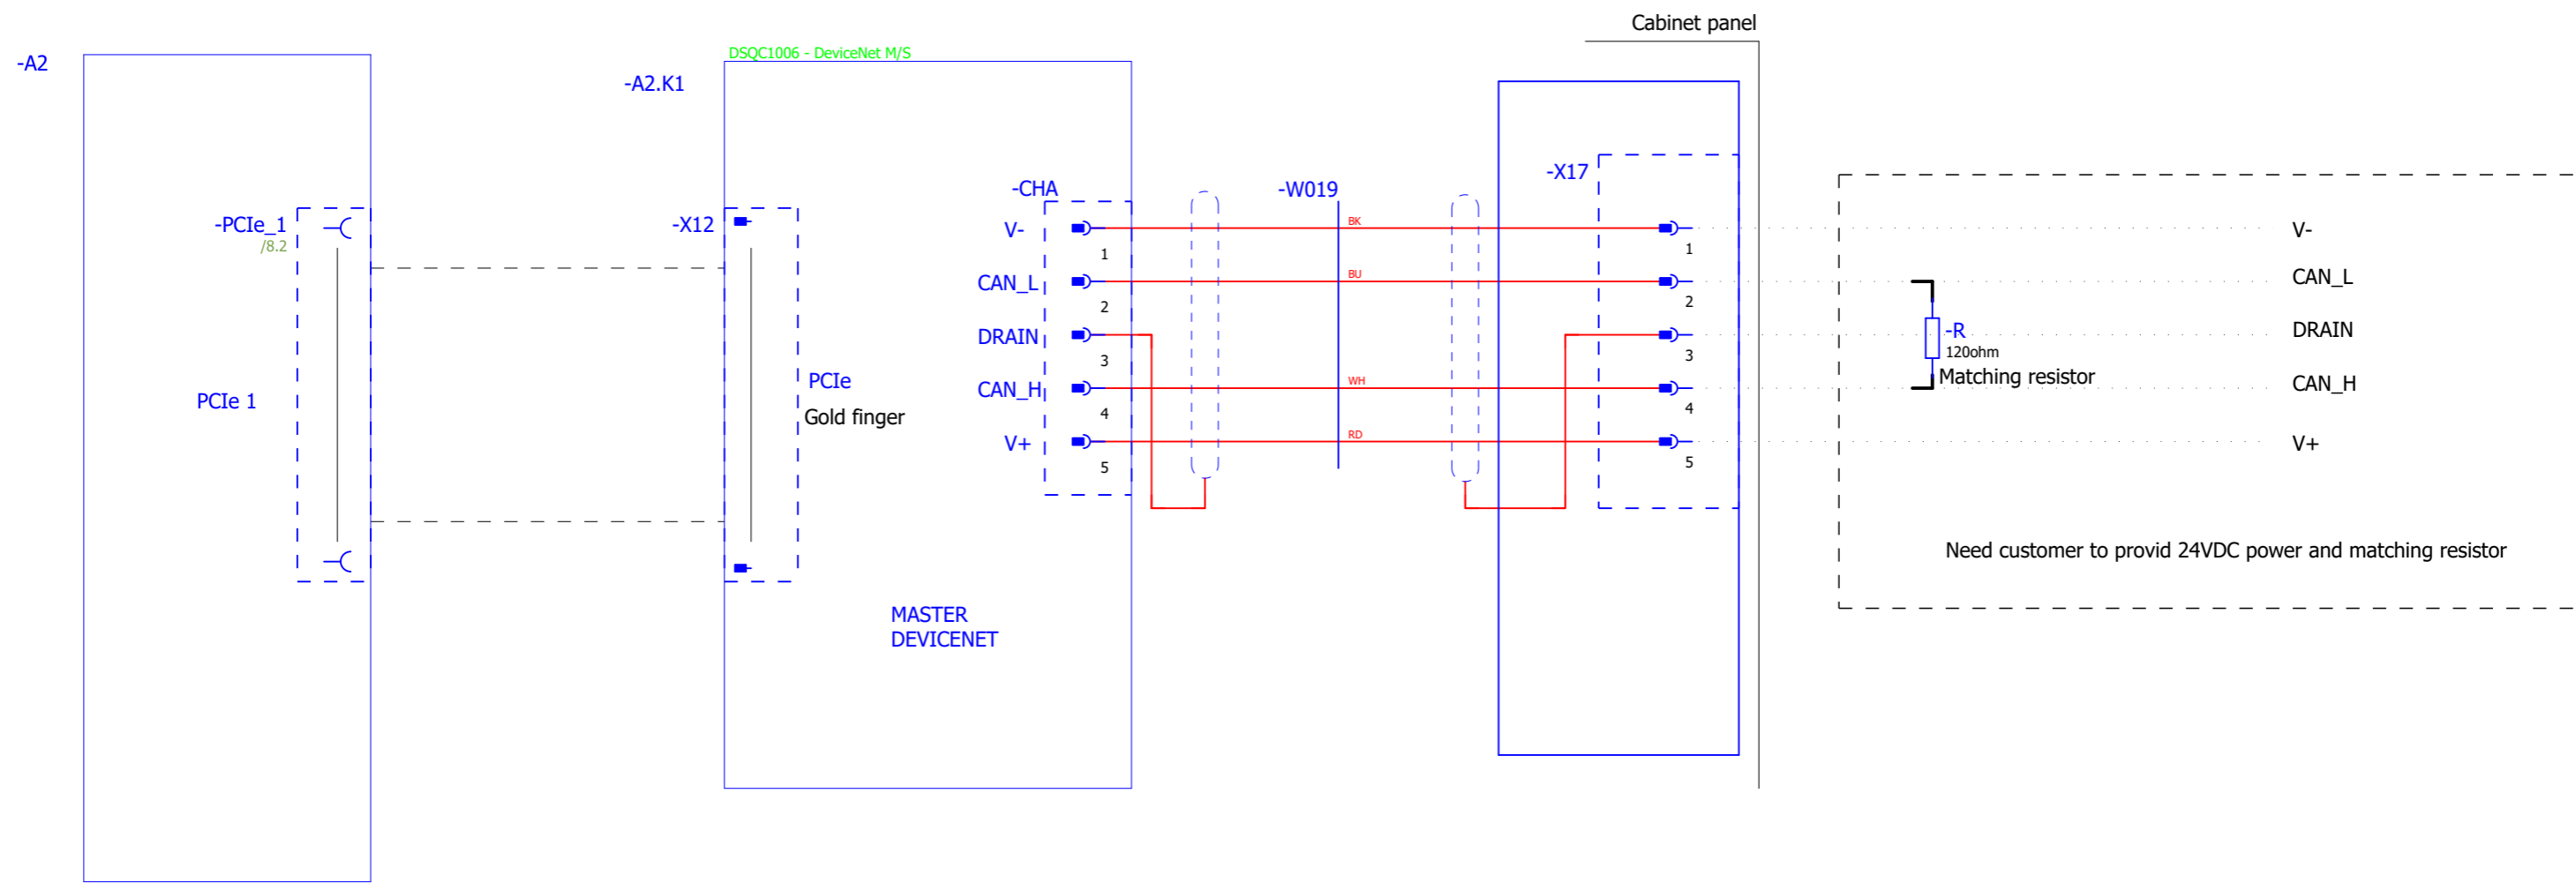 Cabinet panel
DSQC1006 - DeviceNet M/S
-A2
-A2.K1
-PCIe_1
/8.2
PCIe 1
-X12
PCIe
Gold finger
MASTER
DEVICENET
-CHA
V-
1
CAN_L
2
DRAIN
3
CAN_H
4
V+
5
-W019
BK
BU
WH
RD
-X17
1
2
3
4
5
-R
120ohm
Matching resistor
V-
CAN_L
DRAIN
CAN_H
V+
Need customer to provid 24VDC power and matching resistor